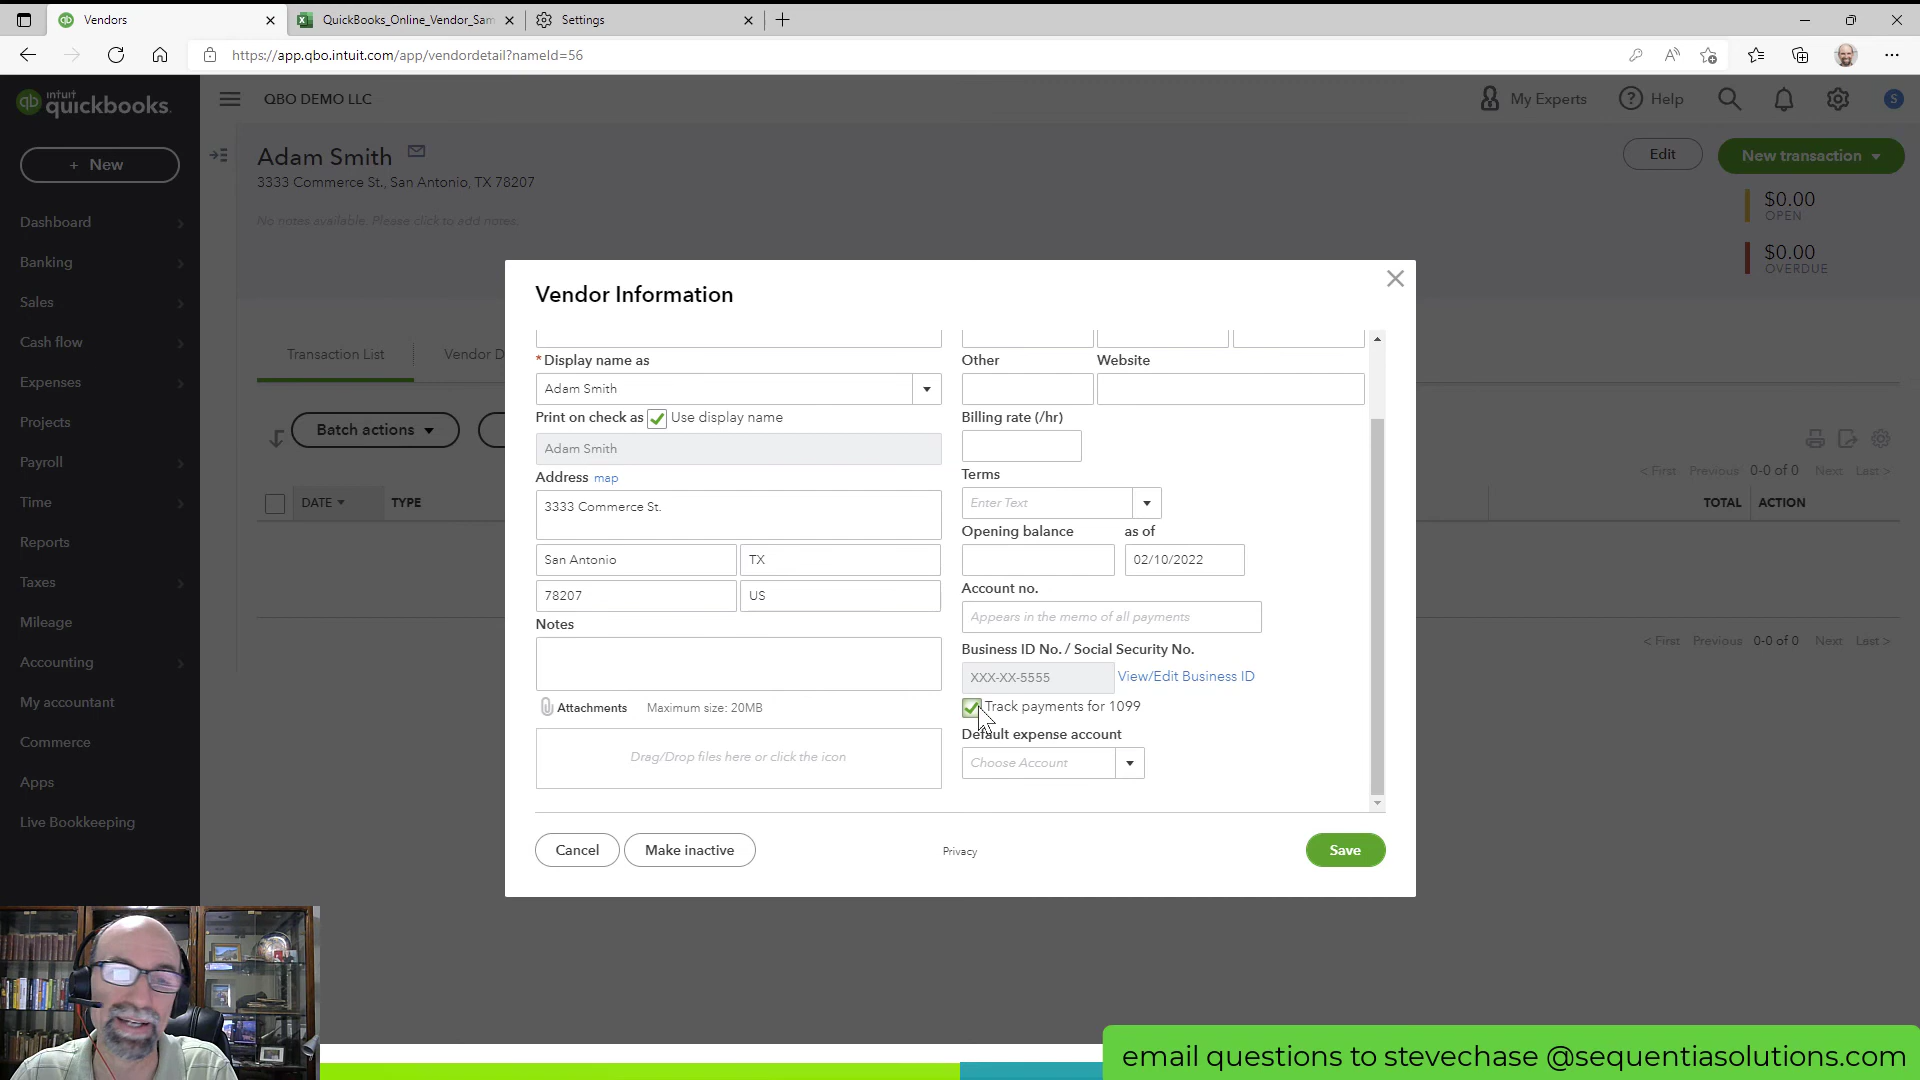 Vendors
QuickBooks_Online_Vendor_Sam
Settings
https://app.qbo.intuit.com/app/vendordetail?nameId=56
intuit
quickbooks.
QBO DEMO LLC
My Experts
Help
S
+ New
Dashboard
Banking
Sales
Cash flow
Expenses
Projects
Payroll
Time
Reports
Taxes
Mileage
Accounting
My accountant
Commerce
Apps
Live Bookkeeping
Adam Smith
3333 Commerce St., San Antonio, TX 78207
No notes available. Please click to add notes.
Edit
New transaction
$0.00
OPEN
$0.00
OVERDUE
Transaction List
Vendor D
Batch actions
< First Previous 0-0 of 0 Next Last >
DATE
TYPE
TOTAL
ACTION
< First Previous 0-0 of 0 Next Last >
Vendor Information
* Display name as
Adam Smith
Print on check as
Use display name
Adam Smith
Address map
3333 Commerce St.
San Antonio
TX
78207
US
Notes
Attachments
Maximum size: 20MB
Drag/Drop files here or click the icon
Other
Website
Billing rate (/hr)
Terms
Enter Text
Opening balance
as of
02/10/2022
Account no.
Appears in the memo of all payments
Business ID No. / Social Security No.
XXX-XX-5555
View/Edit Business ID
Track payments for 1099
Default expense account
Choose Account
Cancel
Make inactive
Privacy
Save
email questions to stevechase @sequentiasolutions.com